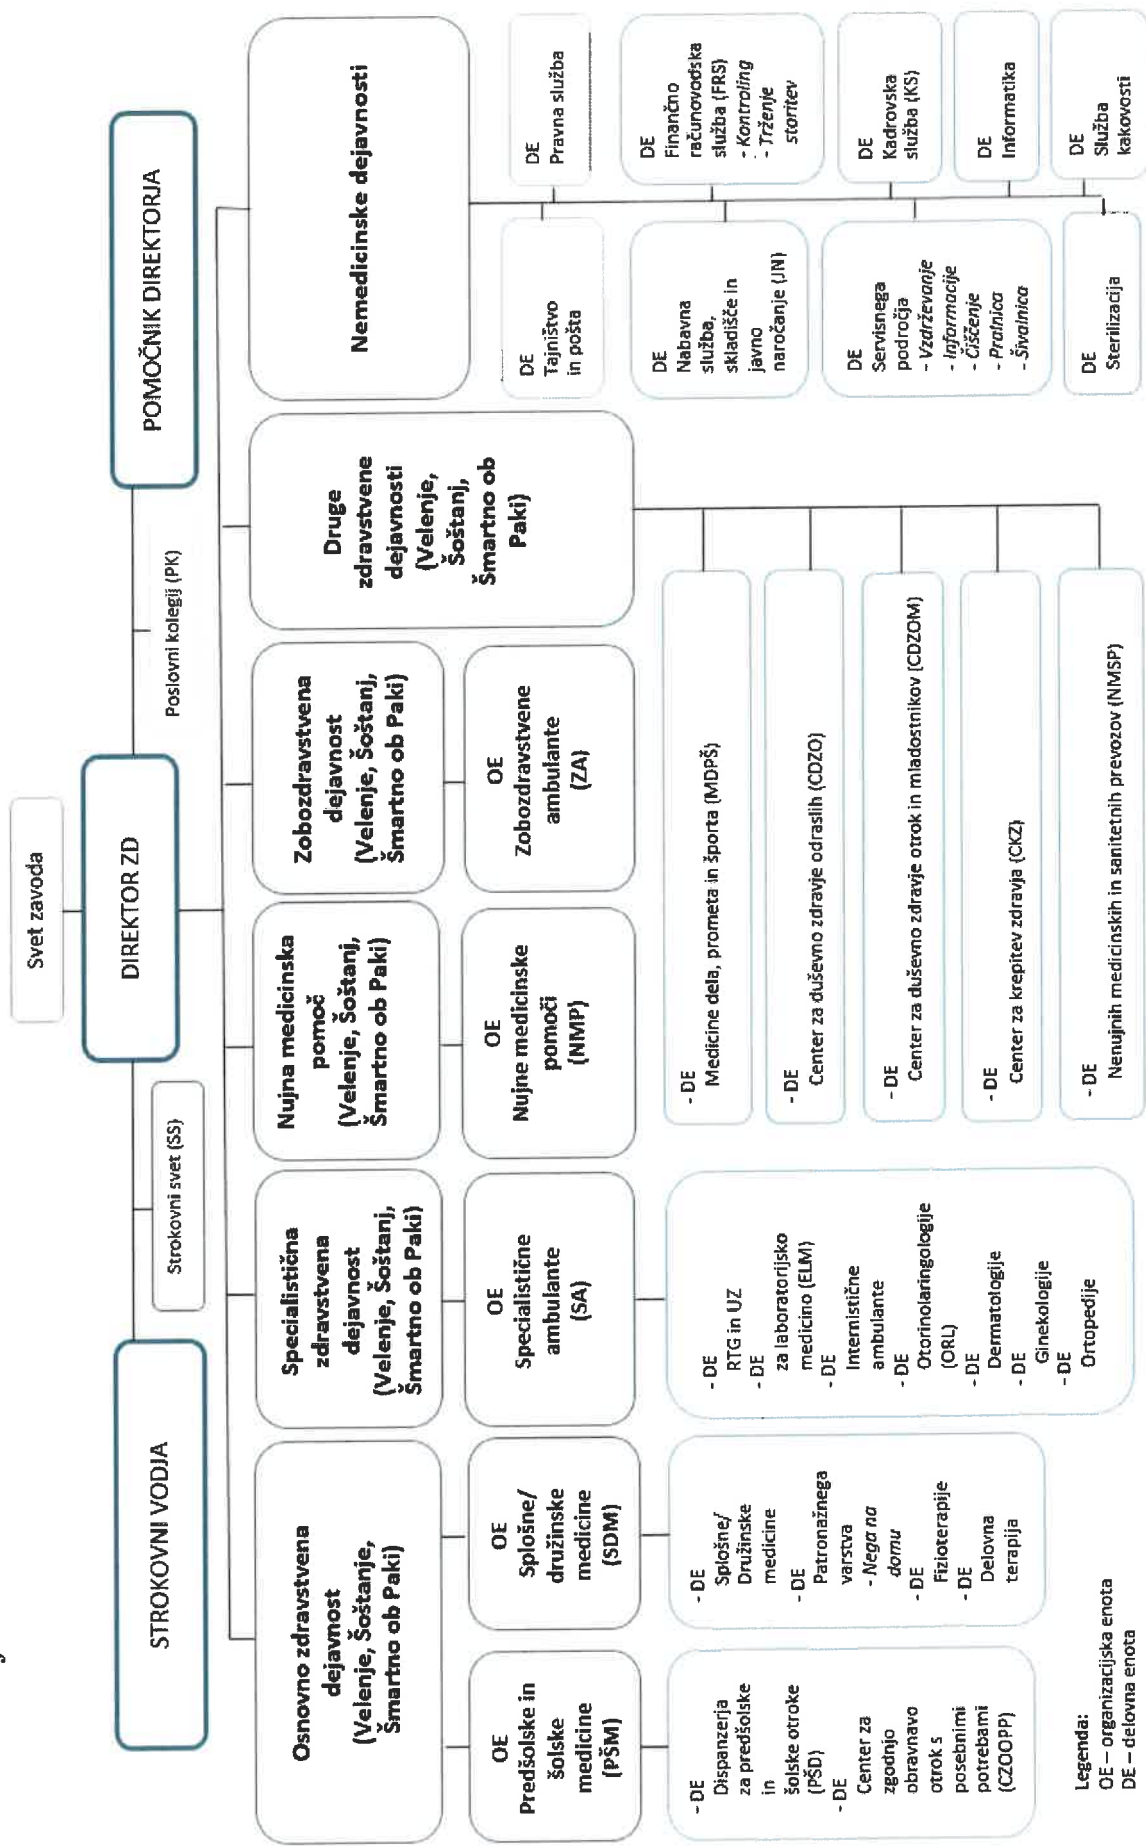 Svet zavoda
STROKOVNI VODJA
DIREKTOR ZD
POMOČNIK DIREKTORJA
Strokovni svet (SS)
Poslovni kolegij (PK)
Osnovno zdravstvena
dejavnost
(Velenje, Šoštanje,
Šmartno ob Paki)
Specialistična
zdravstvena
dejavnost
(Velenje, Šoštanj,
Šmartno ob Paki)
Nujna medicinska
pomoč
(Velenje, Šoštanj,
Šmartno ob Paki)
Zobozdravstvena
dejavnost
(Velenje, Šoštanj,
Šmartno ob Paki)
Druge
zdravstvene
dejavnosti
(Velenje,
Šoštanj,
Šmartno ob
Paki)
Nemedicinske dejavnosti
OE
Predšolske in
šolske
medicine
(PŠM)
OE
Splošne/
družinske
medicine
(SDM)
OE
Specialistične
ambulante
(SA)
OE
Nujne medicinske
pomoči
(NMP)
OE
Zobozdravstvene
ambulante
(ZA)
- DE
Dispanzerja
za predšolske
in
šolske otroke
(PŠD)
- DE
Center za
zgodnjo
obravnavo
otrok s
posebnimi
potrebami
(CZOOPP)
- DE
Splošne/
Družinske
medicine
- DE
Patronažnega
varstva
- Nega na
domu
- DE
Fizioterapije
- DE
Delovna
terapija
- DE
RTG in UZ
- DE
za laboratorijsko
medicino (ELM)
- DE
Internistične
ambulante
- DE
Otorinolaringologije
(ORL)
- DE
Dermatologije
- DE
Ginekologije
- DE
Ortopedije
- DE
Medicine dela, prometa in športa (MDPŠ)
- DE
Center za duševno zdravje odraslih (CDZO)
- DE
Center za duševno zdravje otrok in mladostnikov (CDZOM)
- DE
Center za krepitev zdravja (CKZ)
- DE
Nenujnih medicinskih in sanitetnih prevozov (NMSP)
DE
Tajništvo
in pošta
DE
Pravna služba
DE
Nabavna
služba,
skladišče in
javno
naročanje (JN)
DE
Finančno
računovodska
služba (FRS)
- Kontroling
- Trženje
storitev
DE
Servisnega
področja
- Vzdrževanje
- Informacije
- Čiščenje
- Pralnica
- Šivalnica
DE
Kadrovska
služba (KS)
DE
Informatika
DE
Sterilizacija
DE
Služba
kakovosti
Legenda:
OE – organizacijska enota
DE – delovna enota